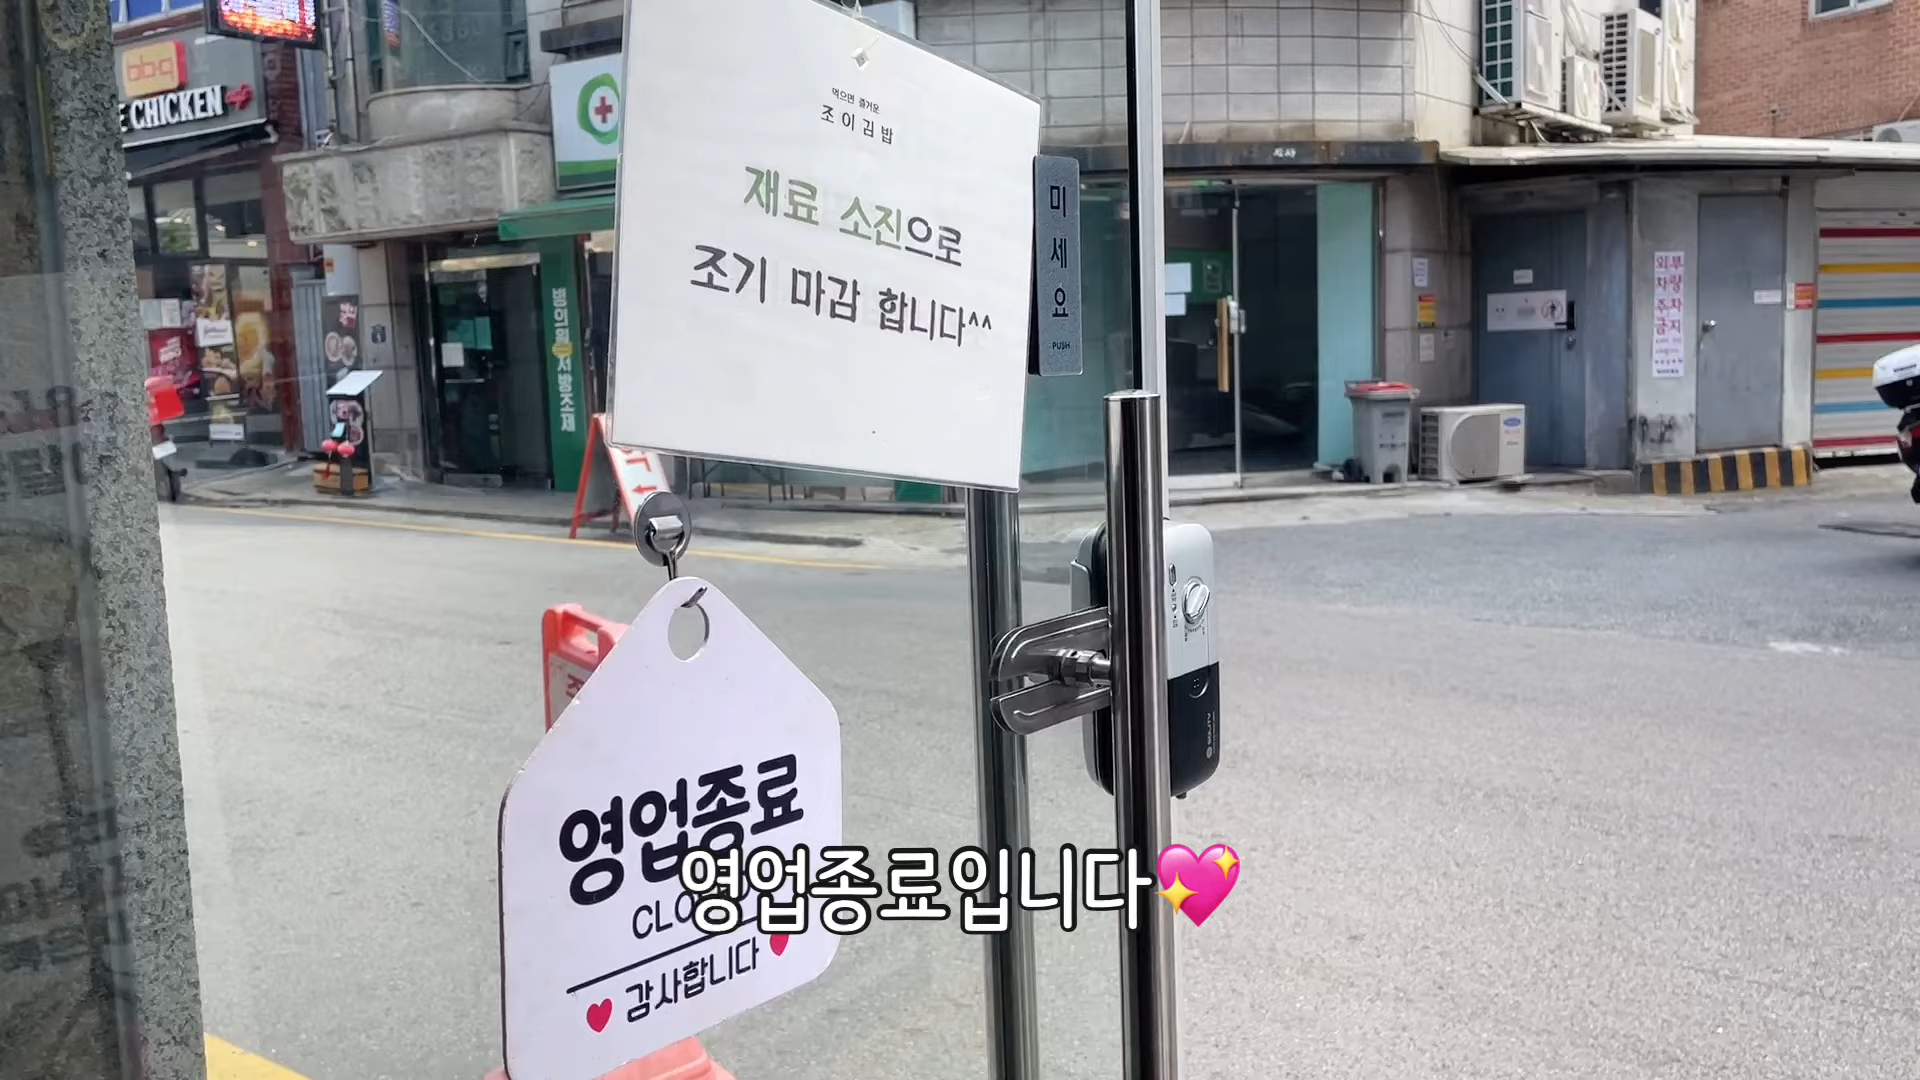 bbq
CHICKEN
먹으면 즐거운
조이김밥
재료 소진으로
조기 마감 합니다^^
미세요
PUSH
외부
차량
주차
금지
영업종료
감사합니다
영업종료입니다💖